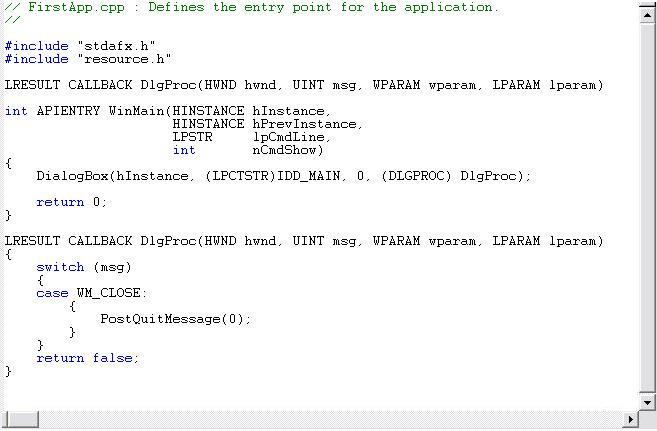 // FirstApp.cpp : Defines the entry point for the application.
//
#include "stdafx.h"
#include "resource.h"
LRESULT CALLBACK DlgProc(HWND hwnd, UINT msg, WPARAM wparam, LPARAM lparam)
int APIENTRY WinMain(HINSTANCE hInstance,
                     HINSTANCE hPrevInstance,
                     LPSTR     lpCmdLine,
                     int       nCmdShow)
{
    DialogBox(hInstance, (LPCTSTR)IDD_MAIN, 0, (DLGPROC) DlgProc);
    return 0;
}
LRESULT CALLBACK DlgProc(HWND hwnd, UINT msg, WPARAM wparam, LPARAM lparam)
{
    switch (msg)
    {
    case WM_CLOSE:
        {
            PostQuitMessage(0);
        }
    }
    return false;
}